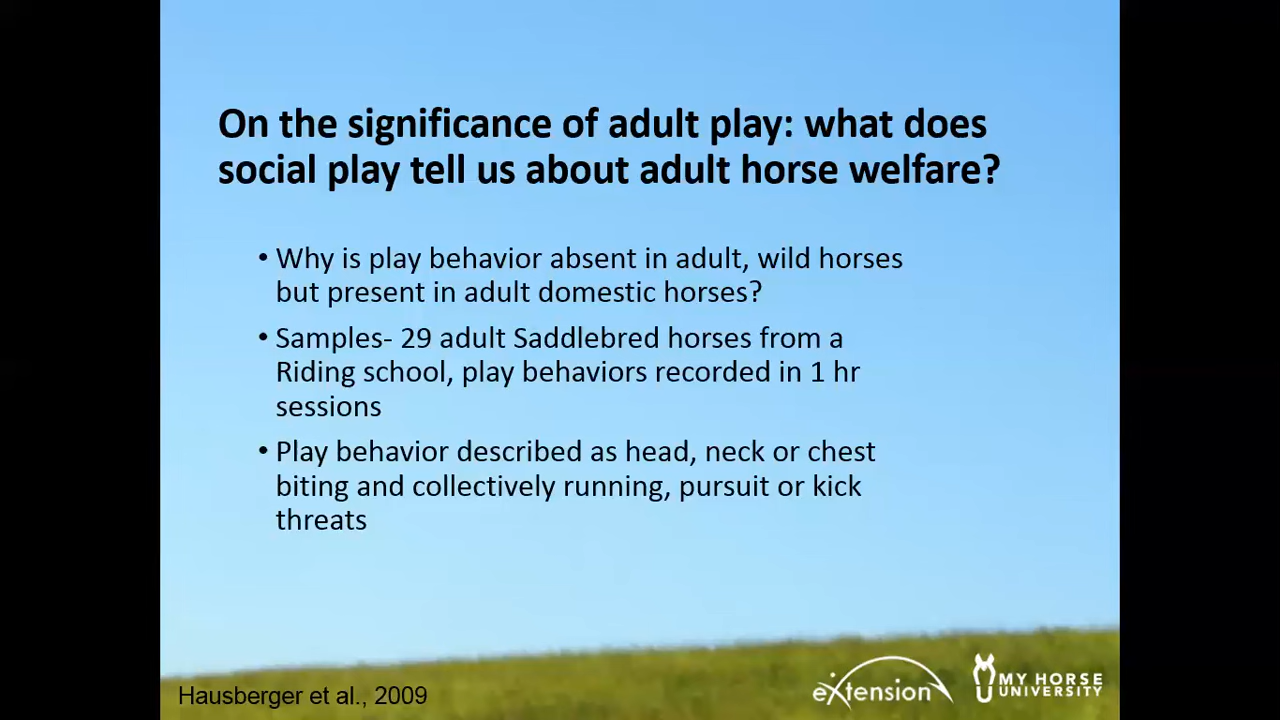 On the significance of adult play: what does
social play tell us about adult horse welfare?
• Why is play behavior absent in adult, wild horses
but present in adult domestic horses?
• Samples- 29 adult Saddlebred horses from a
Riding school, play behaviors recorded in 1 hr
sessions
• Play behavior described as head, neck or chest
biting and collectively running, pursuit or kick
threats
Hausberger et al., 2009
eXtension
MY HORSE
UNIVERSITY